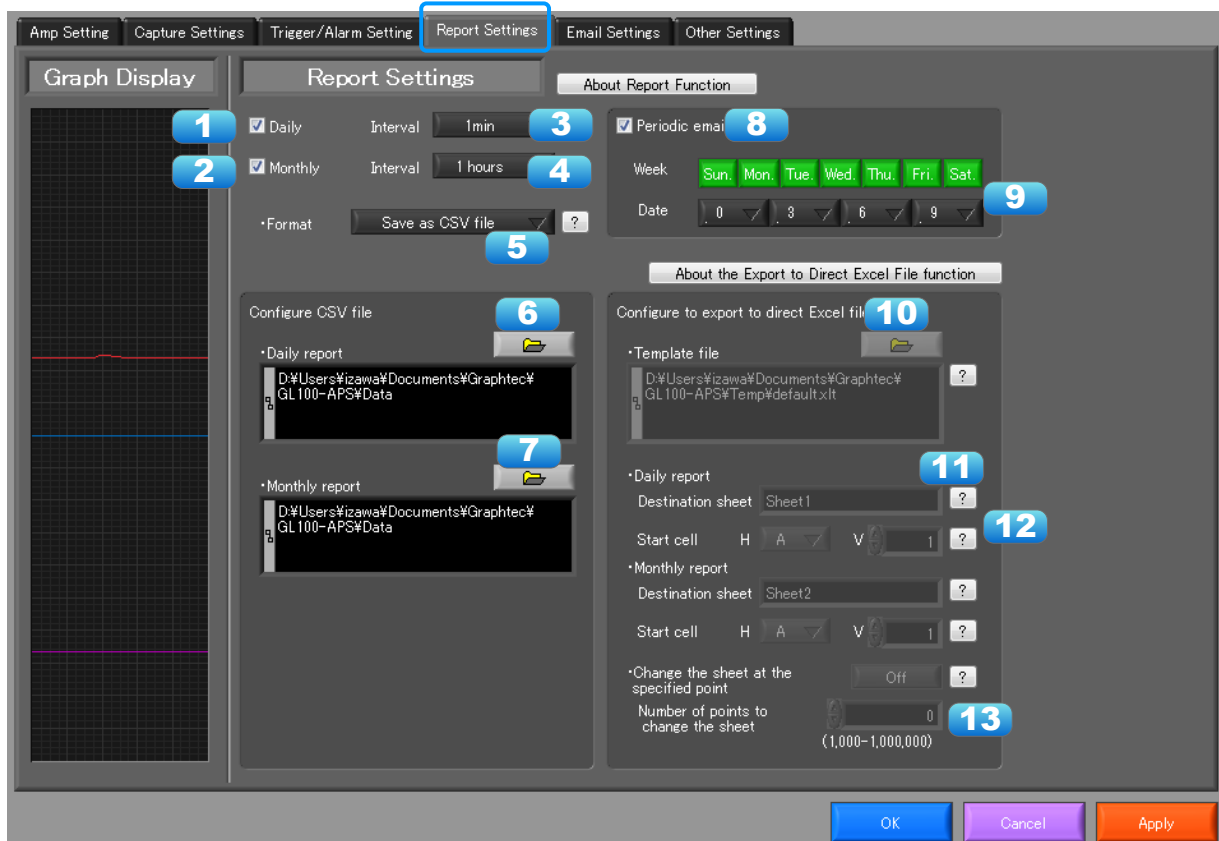 Amp Setting Capture Settings Trigger/Alarm Setting Report Settings Email Settings Other Settings
Graph Display
Report Settings
About Report Function
1
Daily Interval 1min
3
2
Monthly Interval 1 hours
4
・Format Save as CSV file ?
5
Periodic emai
8
Week Sun. Mon. Tue. Wed. Thu. Fri. Sat.
Date 0 3 6 9
9
About the Export to Direct Excel File function
Configure CSV file
6
・Daily report
D:¥Users¥izawa¥Documents¥Graphtec¥
GL100-APS¥Data
7
・Monthly report
D:¥Users¥izawa¥Documents¥Graphtec¥
GL100-APS¥Data
Configure to export to direct Excel file
10
・Template file
D:¥Users¥izawa¥Documents¥Graphtec¥
GL100-APS¥Temp¥default.xlt
?
11
・Daily report
Destination sheet Sheet1 ?
12
Start cell H A V 1 ?
・Monthly report
Destination sheet Sheet2 ?
Start cell H A V 1 ?
・Change the sheet at the
specified point
Off ?
Number of points to
change the sheet
0
13
(1,000-1,000,000)
OK Cancel Apply